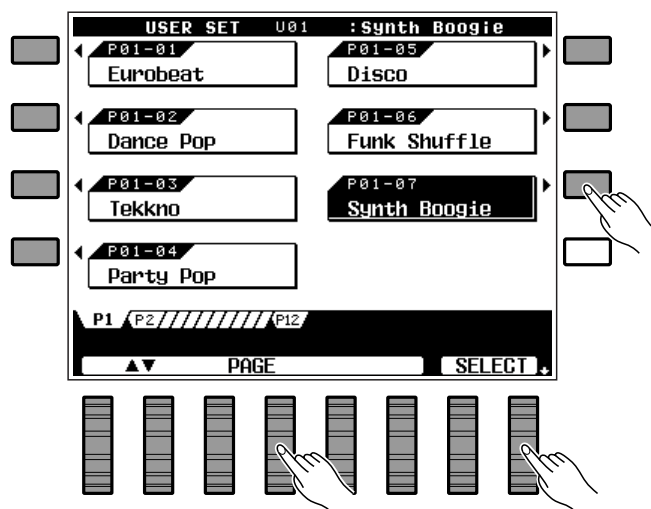 USER SET U01 :Synth Boogie
P01-01
Eurobeat
P01-02
Dance Pop
P01-03
Tekkno
P01-04
Party Pop
P01-05
Disco
P01-06
Funk Shuffle
P01-07
Synth Boogie
P1 P2 P12
▲▼ PAGE SELECT